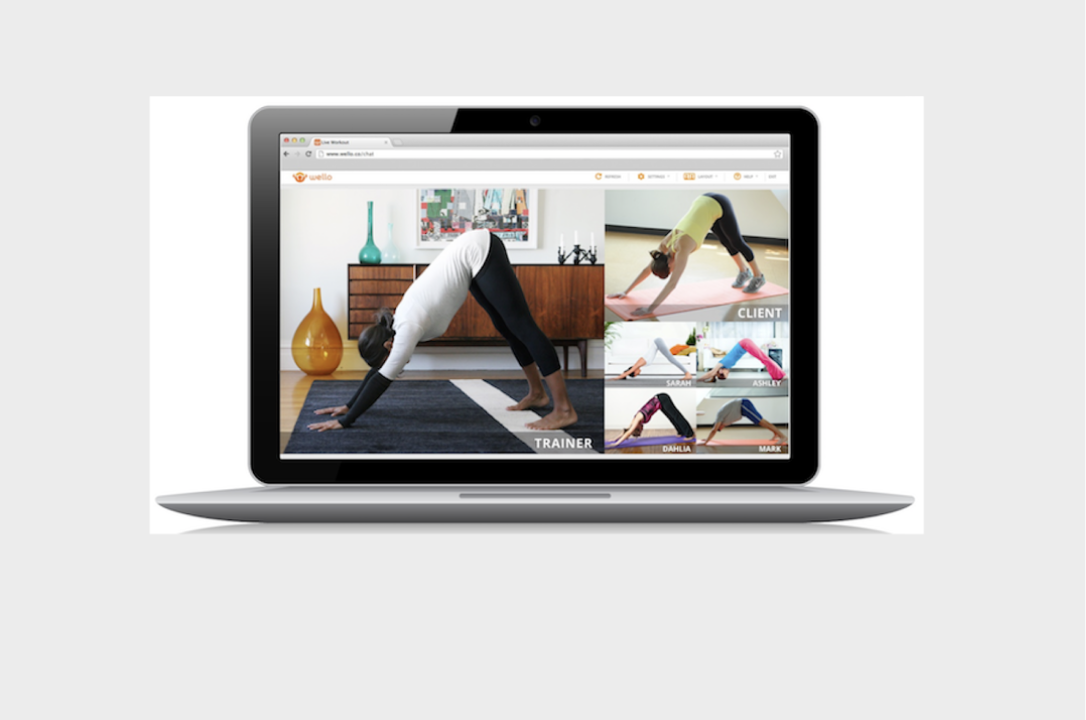 Live Workout
www.wello.co/chat
wello
REFRESH SETTINGS LAYOUT HELP EXIT
TRAINER
CLIENT
SARAH
ASHLEY
DAHLIA
MARK